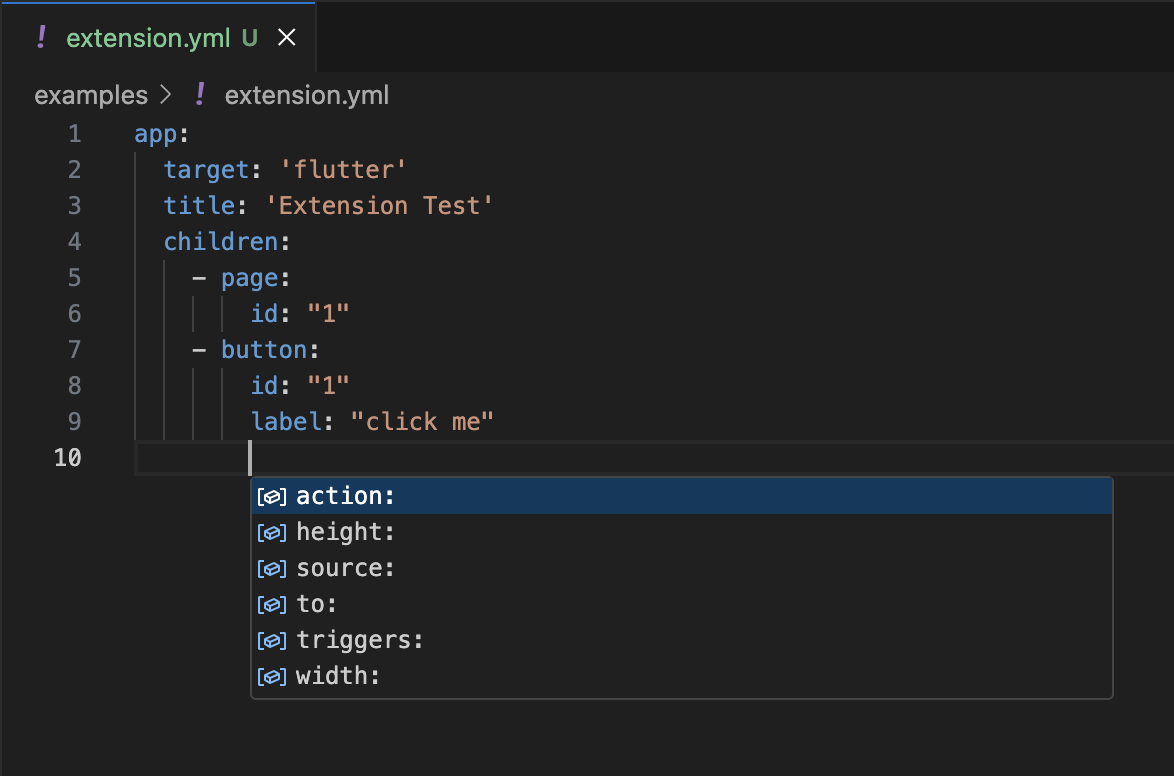 ! extension.yml U
examples > ! extension.yml
1 app:
2   target: 'flutter'
3   title: 'Extension Test'
4   children:
5     - page:
6         id: "1"
7     - button:
8         id: "1"
9         label: "click me"
10
action:
height:
source:
to:
triggers:
width: